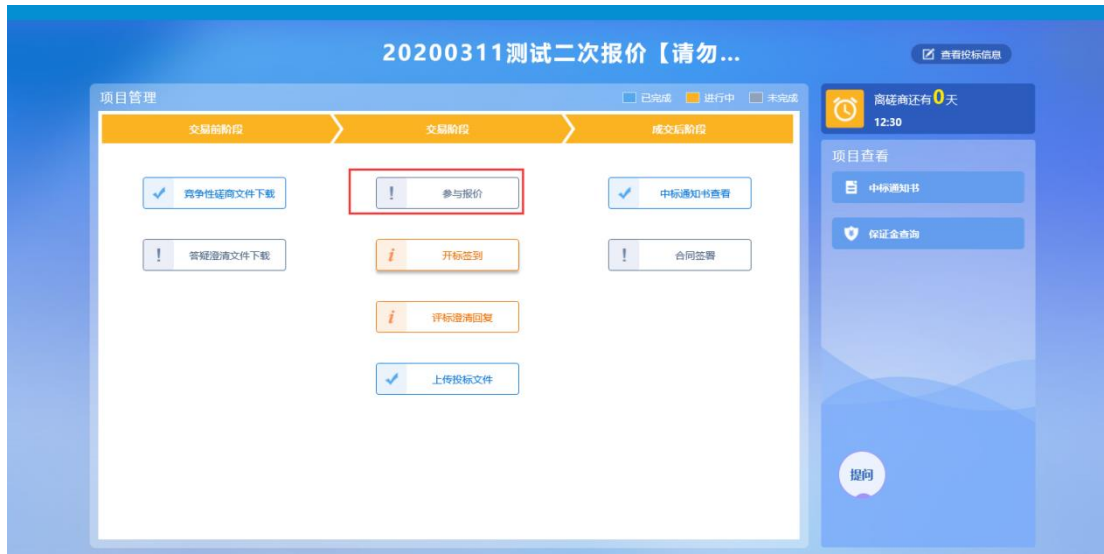 20200311测试二次报价【请勿...
查看投标信息
项目管理
已完成 进行中 未完成
交易前阶段 交易阶段 成交后阶段
竞争性磋商文件下载
参与报价
中标通知书查看
答疑澄清文件下载
开标签到
合同签署
评标澄清回复
上传投标文件
离磋商还有0天
12:30
项目查看
中标通知书
保证金查询
提问